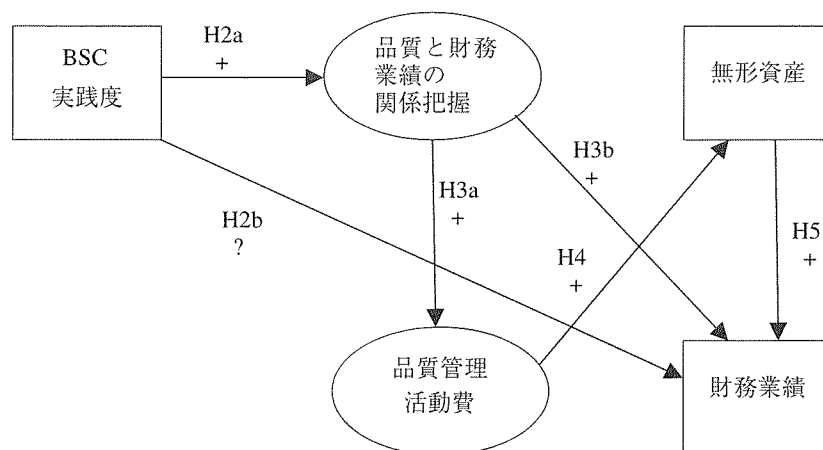 H2a
+
BSC
実践度
品質と財務
業績の
関係把握
無形資産
H3b
+
H3a
+
H2b
?
H4
+
H5
+
品質管理
活動費
財務業績